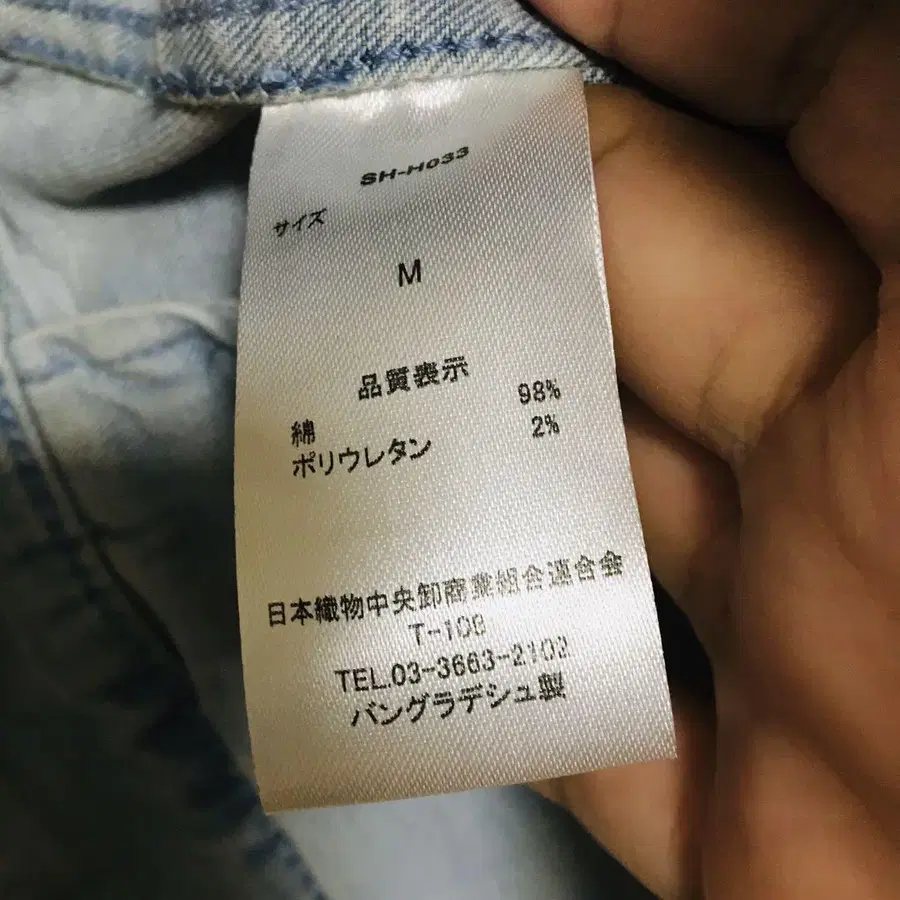 SH-H033
サイズ
M
品質表示
綿 98%
ポリウレタン 2%
日本織物中央卸商業組合連合会
T-108
TEL.03-3663-2102
バングラデシュ製